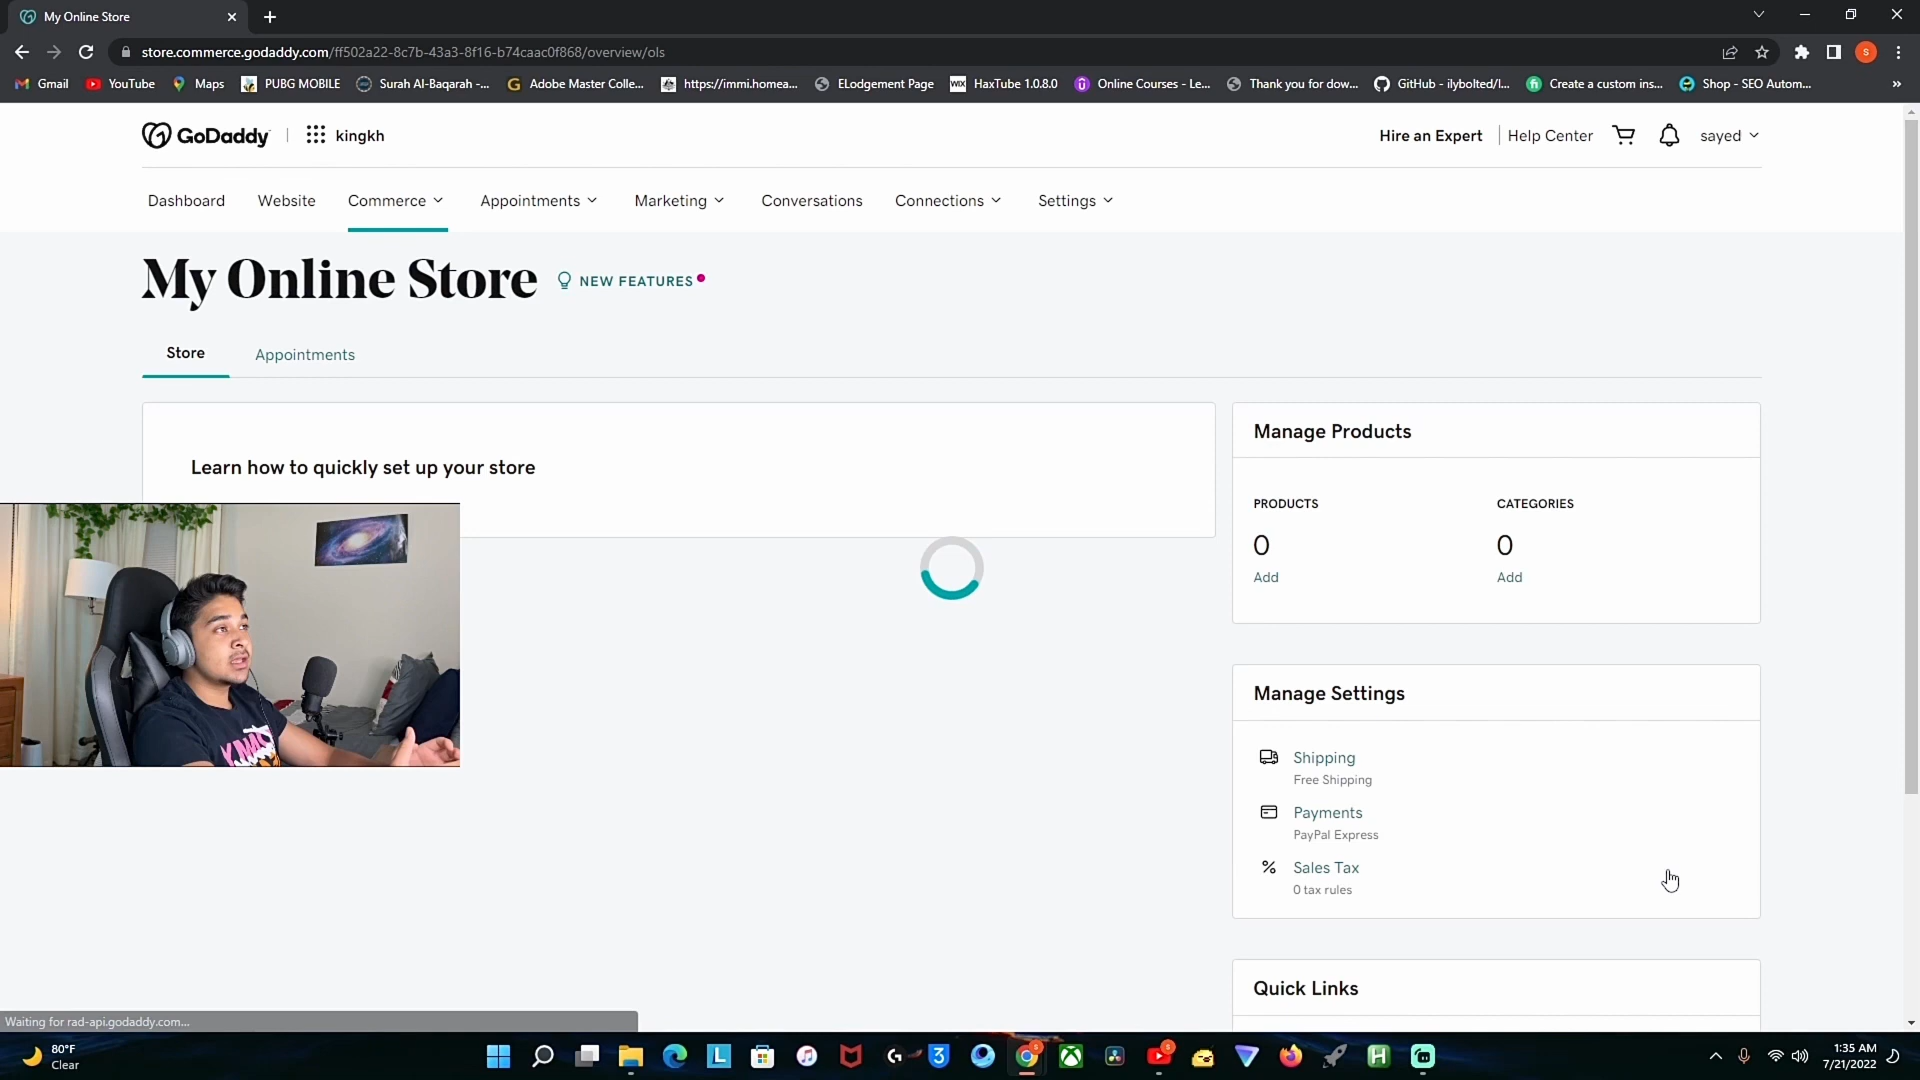 My Online Store
store.commerce.godaddy.com/ff502a22-8c7b-43a3-8f16-b74caac0f868/overview/ols
S
Gmail
YouTube
Maps
PUBG MOBILE
Surah Al-Baqarah -...
Adobe Master Colle...
https://immi.homea...
ELodgement Page
WIX
HaxTube 1.0.8.0
Online Courses - Le...
Thank you for dow...
GitHub - ilybolted/l...
Create a custom ins...
Shop - SEO Autom...
GoDaddy
kingkh
Hire an Expert
Help Center
sayed
Dashboard
Website
Commerce
Appointments
Marketing
Conversations
Connections
Settings
My Online Store
NEW FEATURES
Store
Appointments
Learn how to quickly set up your store
Manage Products
PRODUCTS
CATEGORIES
0
0
Add
Add
Manage Settings
Shipping
Free Shipping
Payments
PayPal Express
Sales Tax
0 tax rules
Quick Links
Waiting for rad-api.godaddy.com...
80°F
Clear
1:35 AM
7/21/2022